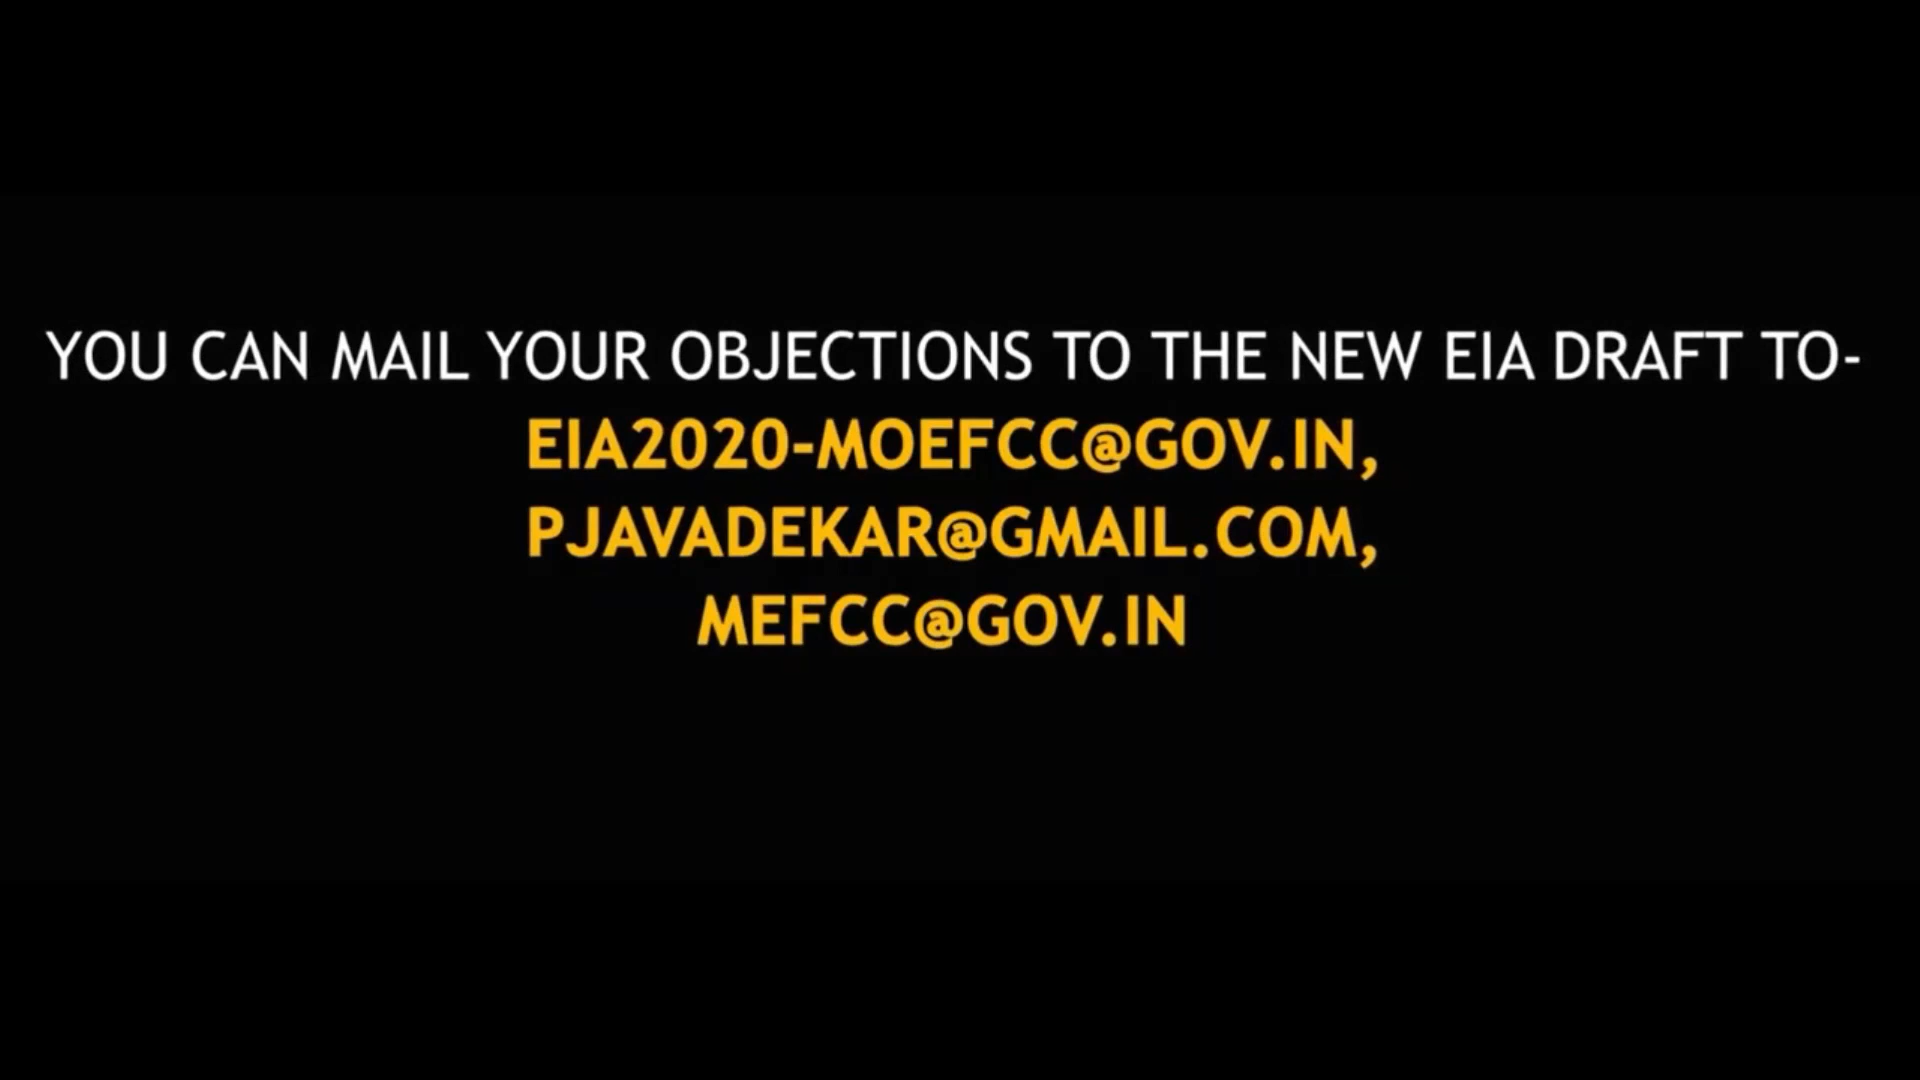 YOU CAN MAIL YOUR OBJECTIONS TO THE NEW EIA DRAFT TO-
EIA2020-MOEFCC@GOV.IN,
PJAVADEKAR@GMAIL.COM,
MEFCC@GOV.IN